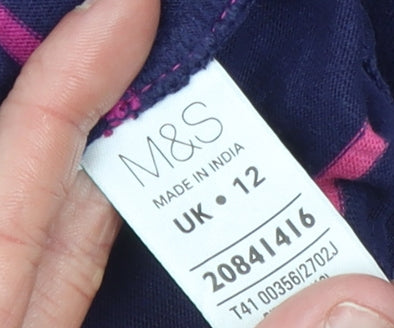 M&S
MADE IN INDIA
UK • 12
20841416
T41 00356/2702J